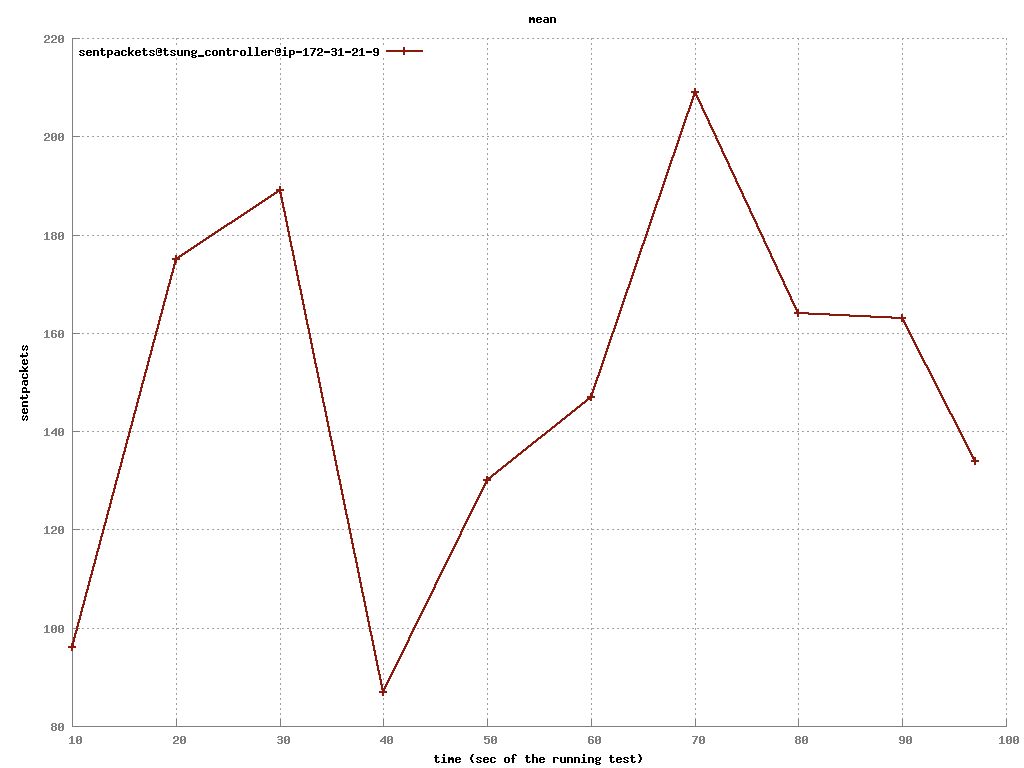 mean
220
sentpackets@tsung_controller@ip-172-31-21-9
200
180
160
sentpackets
140
120
100
80
10 20 30 40 50 60 70 80 90 100
time (sec of the running test)